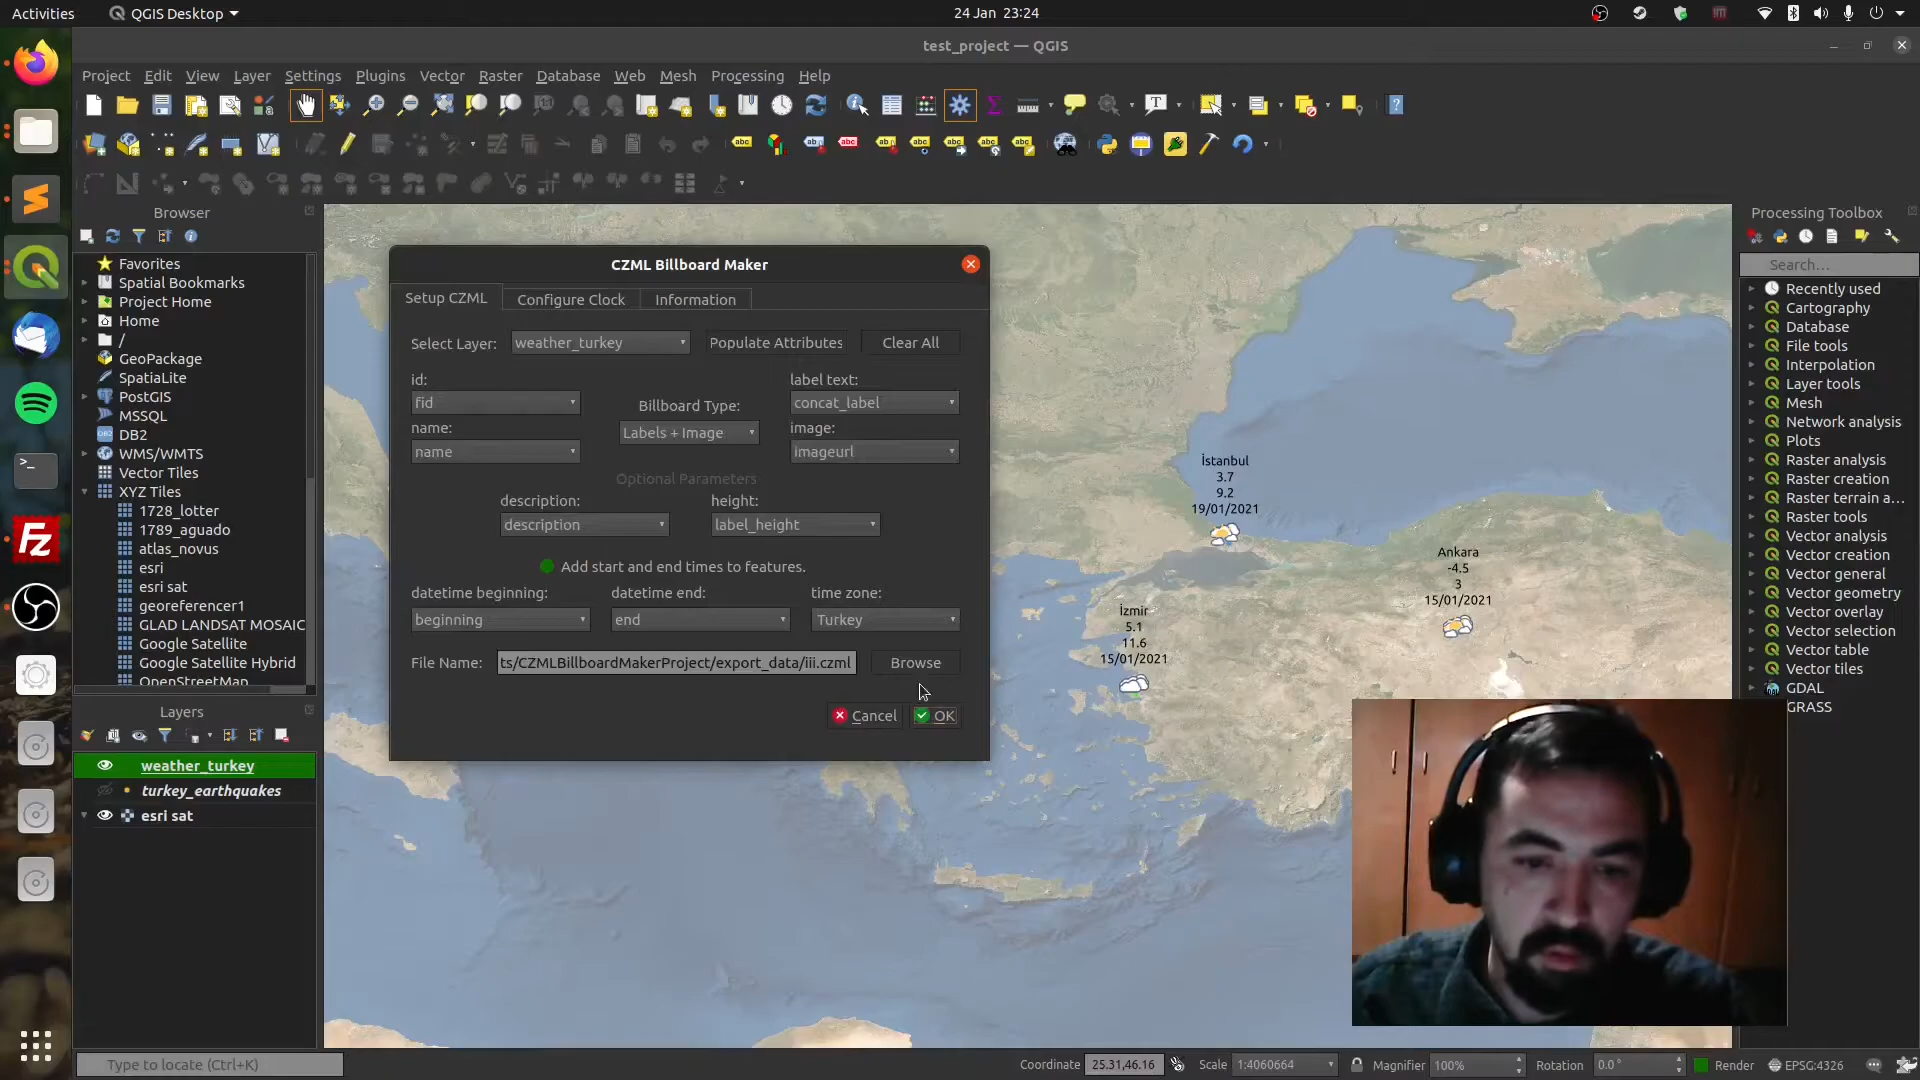 Activities
QGIS Desktop
24 Jan 23:24
test_project — QGIS
Project Edit View Layer Settings Plugins Vector Raster Database Web Mesh Processing Help
Browser
Favorites
Spatial Bookmarks
Project Home
Home
/
GeoPackage
SpatiaLite
PostGIS
MSSQL
DB2
WMS/WMTS
Vector Tiles
XYZ Tiles
1728_lotter
1789_aguado
atlas_novus
esri
esri sat
georeferencer1
GLAD LANDSAT MOSAIC
Google Satellite
Google Satellite Hybrid
OpenStreetMap
Layers
weather_turkey
turkey_earthquakes
esri sat
CZML Billboard Maker
Setup CZML
Configure Clock
Information
Select Layer:
weather_turkey
Populate Attributes
Clear All
id:
fid
name:
name
Billboard Type:
Labels + Image
label text:
concat_label
image:
imageurl
Optional Parameters
description:
description
height:
label_height
Add start and end times to features.
datetime beginning:
beginning
datetime end:
end
time zone:
Turkey
File Name:
ts/CZMLBillboardMakerProject/export_data/iii.czml
Browse
Cancel
OK
İstanbul
3.7
9.2
19/01/2021
Ankara
-4.5
3
15/01/2021
İzmir
5.1
11.6
15/01/2021
Processing Toolbox
Search...
Recently used
Cartography
Database
File tools
Interpolation
Layer tools
Mesh
Network analysis
Plots
Raster analysis
Raster creation
Raster terrain a...
Raster tools
Vector analysis
Vector creation
Vector general
Vector geometry
Vector overlay
Vector selection
Vector table
Vector tiles
GDAL
GRASS
Type to locate (Ctrl+K)
Coordinate
25.31,46.16
Scale
1:4060664
Magnifier
100%
Rotation
0.0 °
Render
EPSG:4326